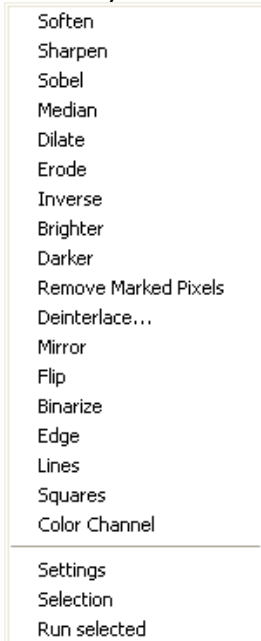 Soften
Sharpen
Sobel
Median
Dilate
Erode
Inverse
Brighter
Darker
Remove Marked Pixels
Deinterlace...
Mirror
Flip
Binarize
Edge
Lines
Squares
Color Channel
Settings
Selection
Run selected